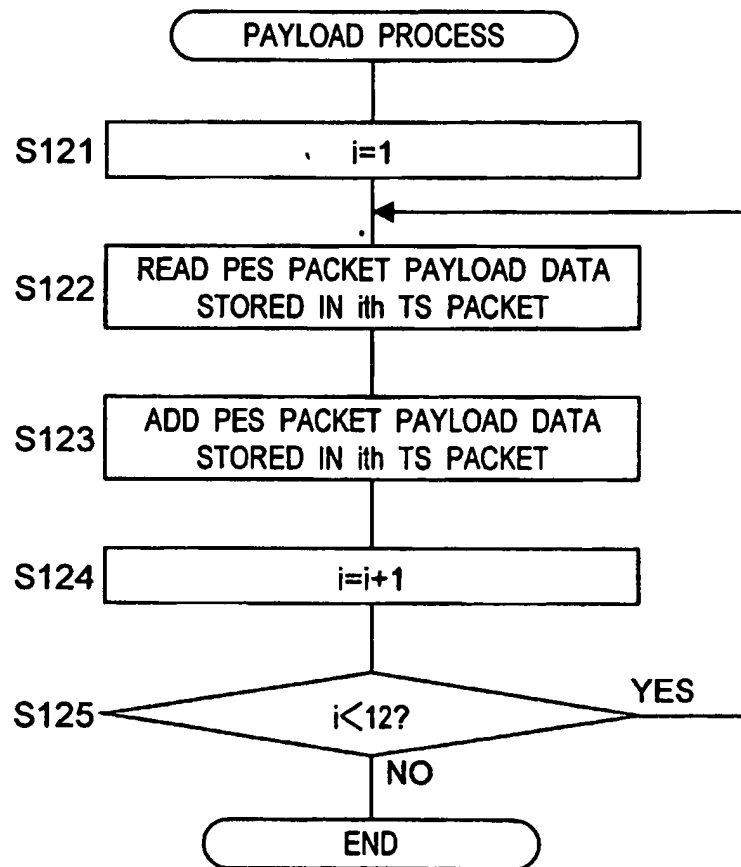 PAYLOAD PROCESS
S121
i=1
S122
READ PES PACKET PAYLOAD DATA
STORED IN ith TS PACKET
S123
ADD PES PACKET PAYLOAD DATA
STORED IN ith TS PACKET
S124
i=i+1
S125
i<12?
YES
NO
END